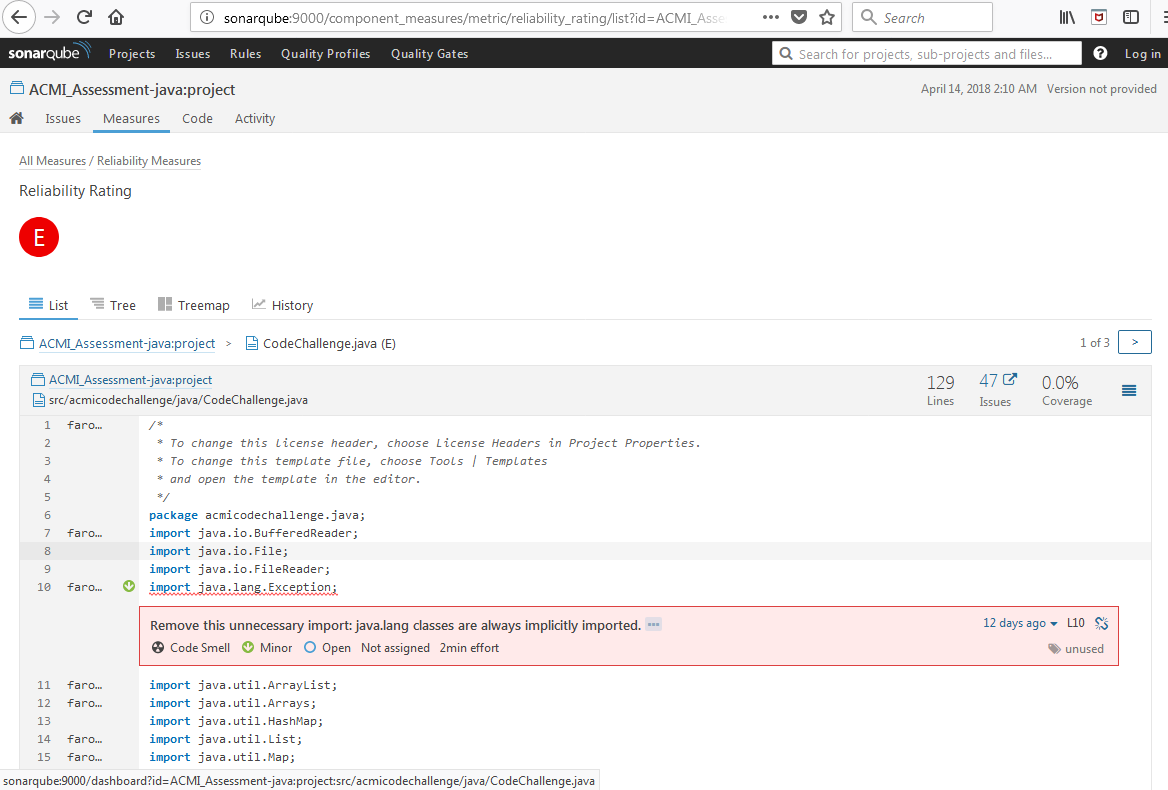 sonarqube:9000/component_measures/metric/reliability_rating/list?id=ACMI_Asse
Search
sonarqube Projects Issues Rules Quality Profiles Quality Gates Search for projects, sub-projects and files... Log in
ACMI_Assessment-java:project April 14, 2018 2:10 AM Version not provided
Issues Measures Code Activity
All Measures / Reliability Measures
Reliability Rating
E
List Tree Treemap History
ACMI_Assessment-java:project > CodeChallenge.java (E) 1 of 3 >
ACMI_Assessment-java:project
src/acmicodechallenge/java/CodeChallenge.java
129 47 0.0%
Lines Issues Coverage
1 faro... /*
2 * To change this license header, choose License Headers in Project Properties.
3 * To change this template file, choose Tools | Templates
4 * and open the template in the editor.
5 */
6 package acmicodechallenge.java;
7 faro... import java.io.BufferedReader;
8 import java.io.File;
9 import java.io.FileReader;
10 faro... import java.lang.Exception;
Remove this unnecessary import: java.lang classes are always implicitly imported. 12 days ago L10
Code Smell Minor Open Not assigned 2min effort unused
11 faro... import java.util.ArrayList;
12 faro... import java.util.Arrays;
13 import java.util.HashMap;
14 faro... import java.util.List;
15 faro... import java.util.Map;
sonarqube:9000/dashboard?id=ACMI_Assessment-java:project:src/acmicodechallenge/java/CodeChallenge.java